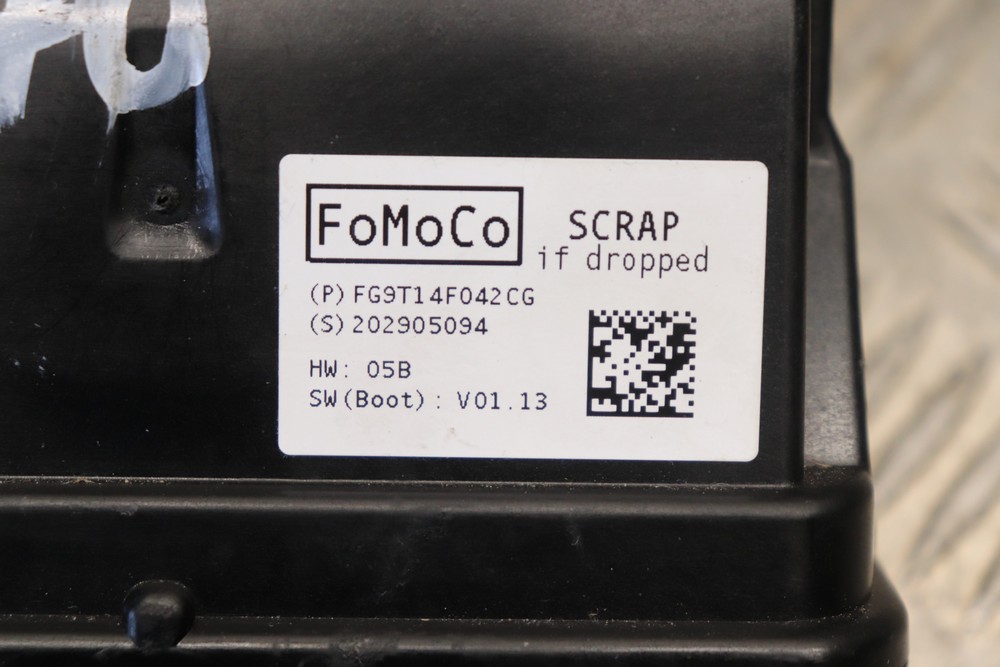 FoMoCo
SCRAP
if dropped
(P) FG9T14F042CG
(S) 202905094
HW: 05B
SW(Boot): V01.13